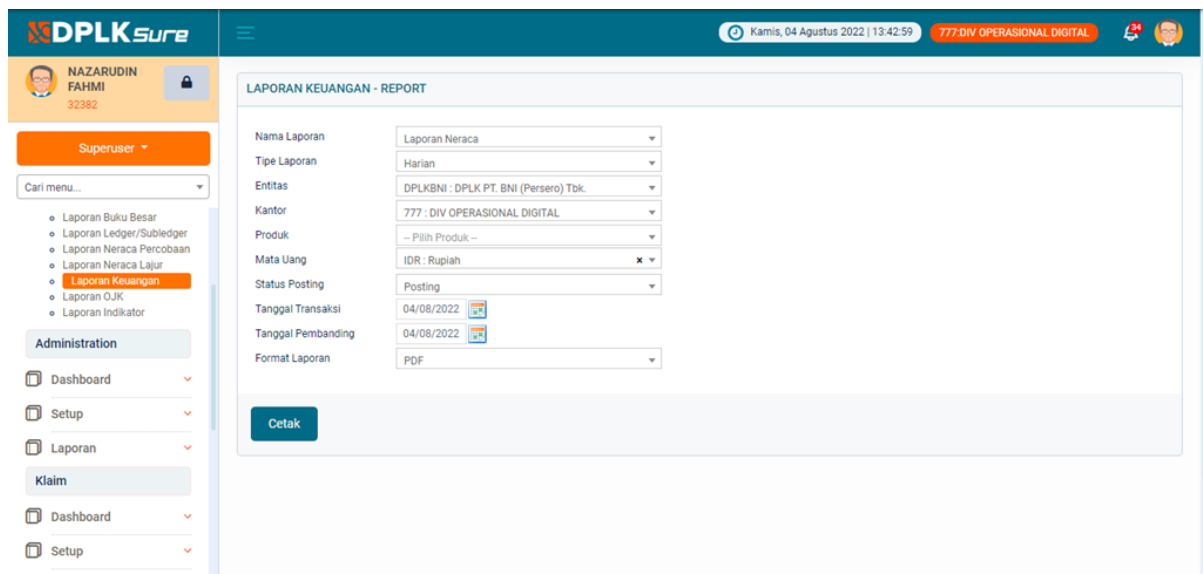 DPLKSure
Kamis, 04 Agustus 2022 | 13:42:59
777:DIV OPERASIONAL DIGITAL
34
NAZARUDIN
FAHMI
32382
Superuser
Cari menu...
Laporan Buku Besar
Laporan Ledger/Subledger
Laporan Neraca Percobaan
Laporan Neraca Lajur
Laporan Keuangan
Laporan OJK
Laporan Indikator
Administration
Dashboard
Setup
Laporan
Klaim
Dashboard
Setup
LAPORAN KEUANGAN - REPORT
Nama Laporan Laporan Neraca
Tipe Laporan Harian
Entitas DPLKBNI : DPLK PT. BNI (Persero) Tbk.
Kantor 777 : DIV OPERASIONAL DIGITAL
Produk -- Pilih Produk --
Mata Uang IDR : Rupiah
Status Posting Posting
Tanggal Transaksi 04/08/2022
Tanggal Pembanding 04/08/2022
Format Laporan PDF
Cetak